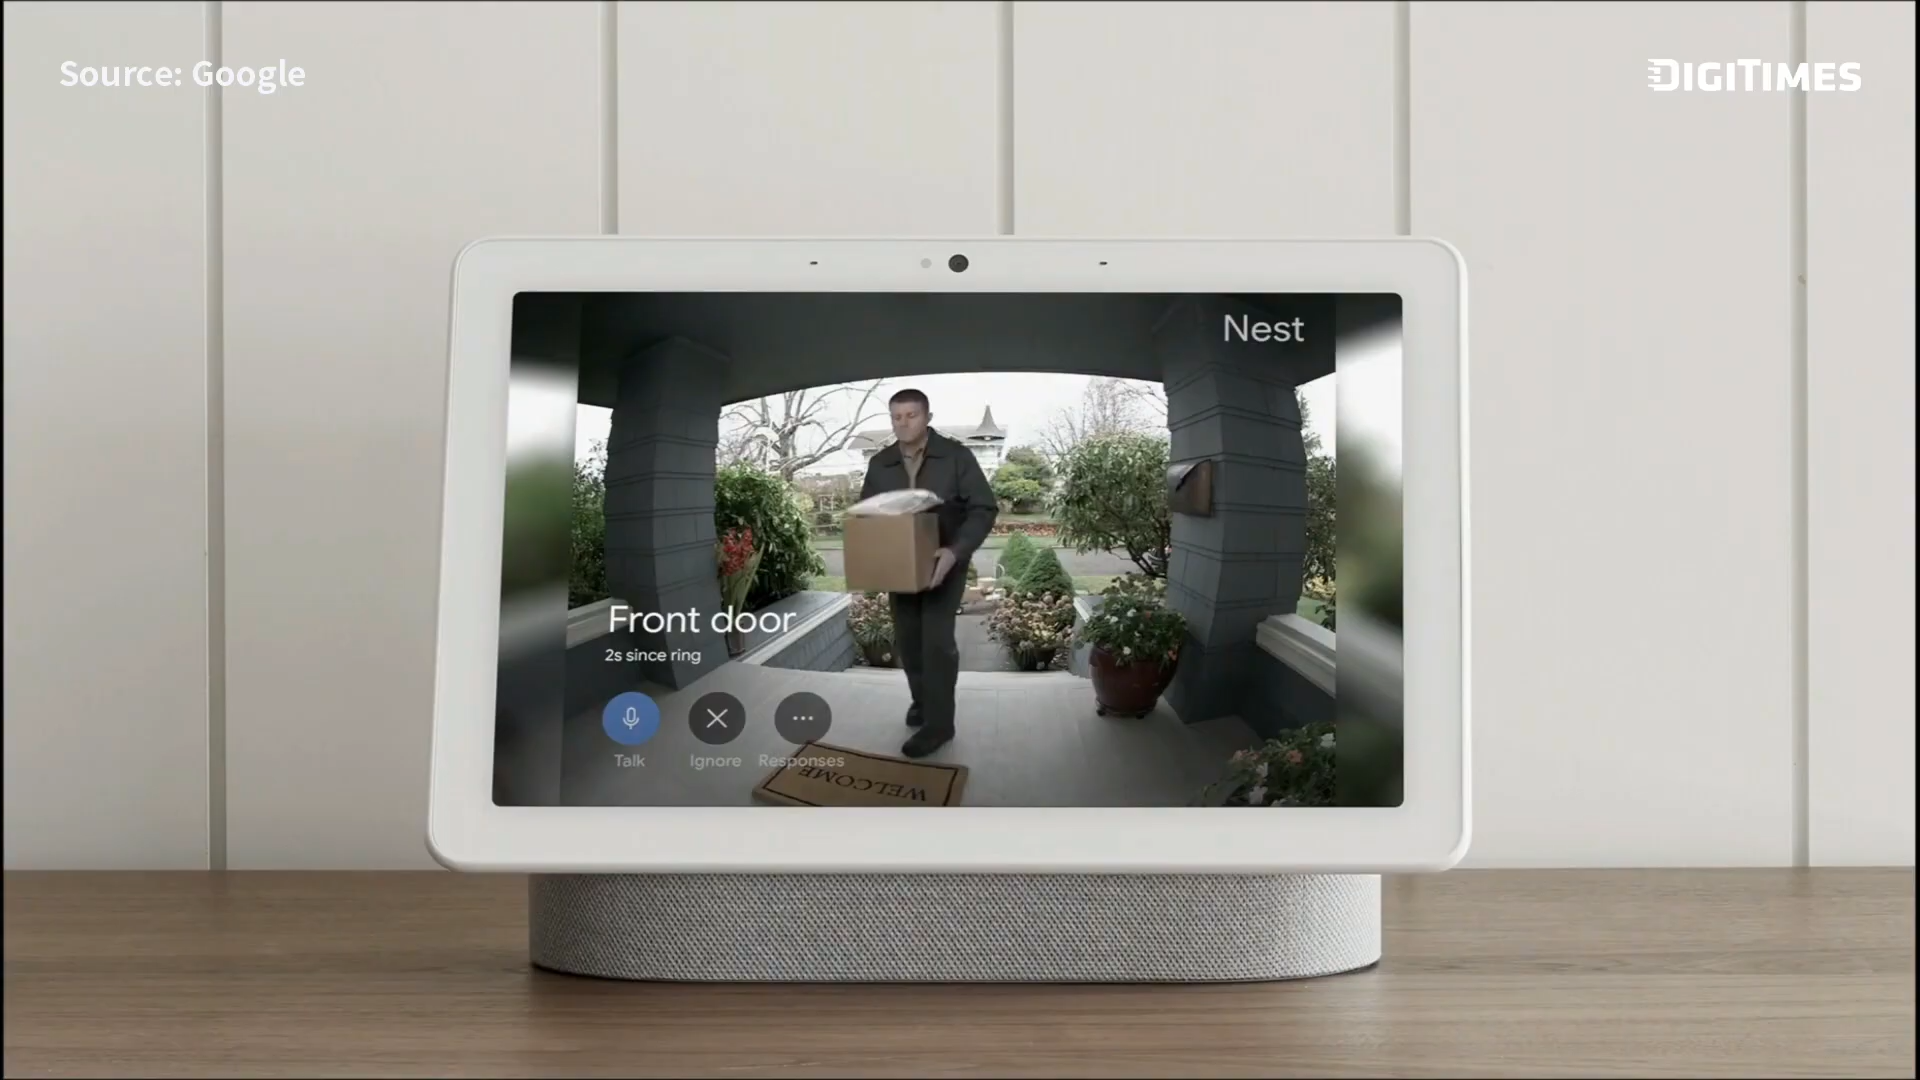 Source: Google
DIGITIMES
Nest
Front door
2s since ring
Talk
Ignore
Responses
WELCOME